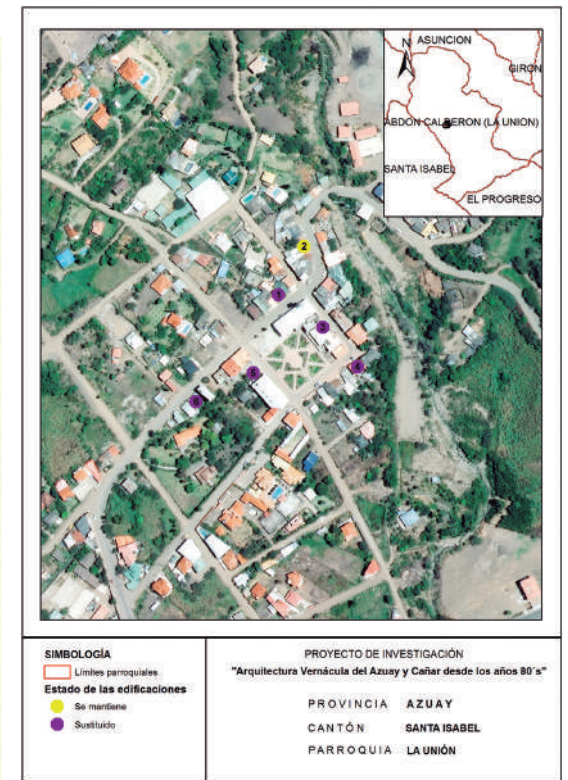 N
ASUNCION
GIRON
ABDON CALDERON (LA UNION)
SANTA ISABEL
EL PROGRESO
2
1
3
4
5
6
SIMBOLOGÍA
Límites parroquiales
Estado de las edificaciones
Se mantiene
Sustituido
PROYECTO DE INVESTIGACIÓN
"Arquitectura Vernácula del Azuay y Cañar desde los años 80´s"
PROVINCIA AZUAY
CANTÓN SANTA ISABEL
PARROQUIA LA UNIÓN